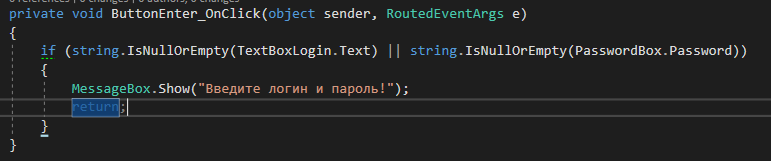 private void ButtonEnter_OnClick(object sender, RoutedEventArgs e)
{
if (string.IsNullOrEmpty(TextBoxLogin.Text) || string.IsNullOrEmpty(PasswordBox.Password))
{
MessageBox.Show("Введите логин и пароль!");
return;
}
}